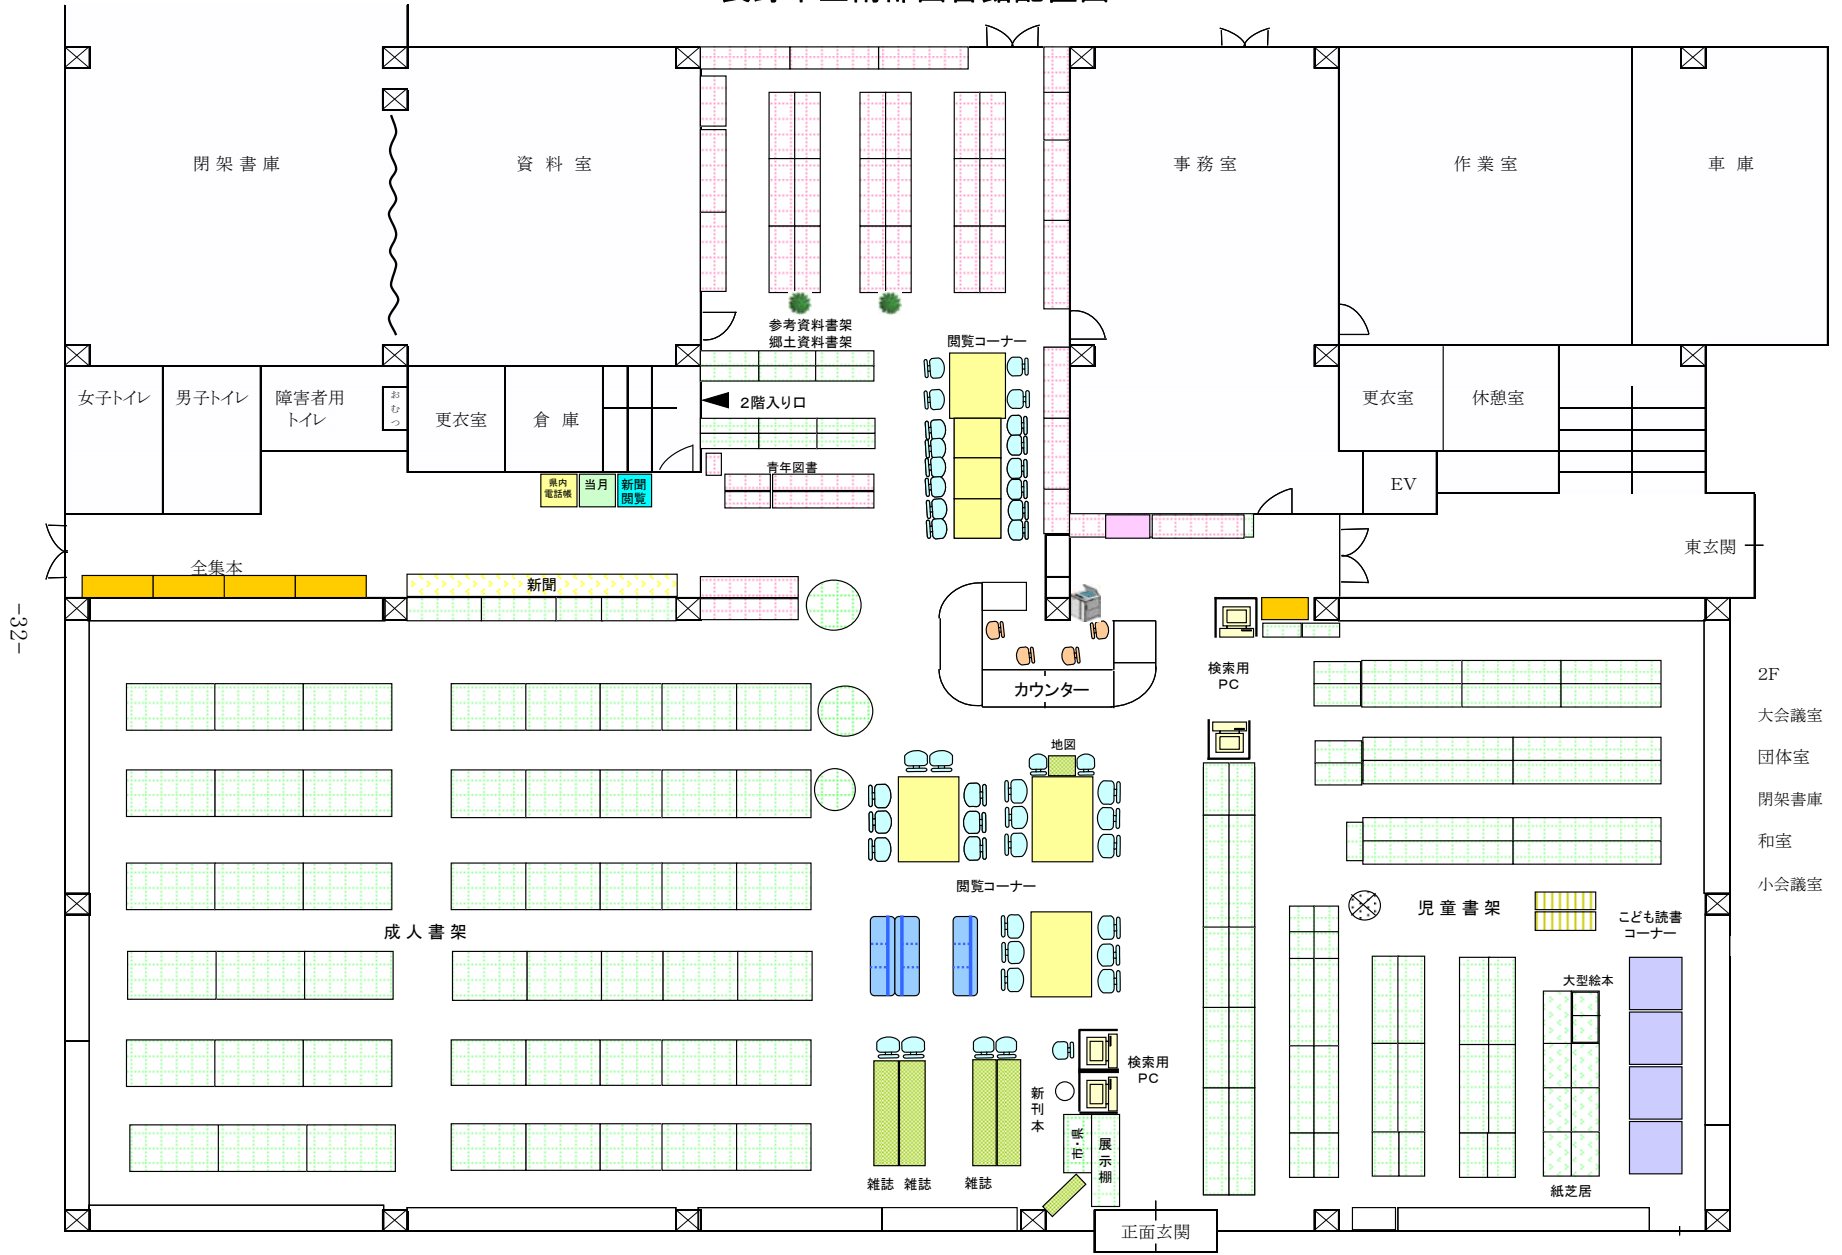 閉架書庫
資料室
事務室
作業室
車庫
参考資料書架
郷土資料書架
閲覧コーナー
女子トイレ
男子トイレ
障害者用
トイレ
おむつ
更衣室
倉庫
2階入り口
更衣室
休憩室
青年図書
県内
電話帳
当月
新聞
閲覧
EV
東玄関
全集本
新聞
-32-
検索用
PC
カウンター
2F
大会議室
団体室
閉架書庫
和室
小会議室
地図
閲覧コーナー
成人書架
児童書架
こども読書
コーナー
大型絵本
検索用
PC
新刊本
市・県
展示棚
雑誌
雑誌
雑誌
紙芝居
正面玄関